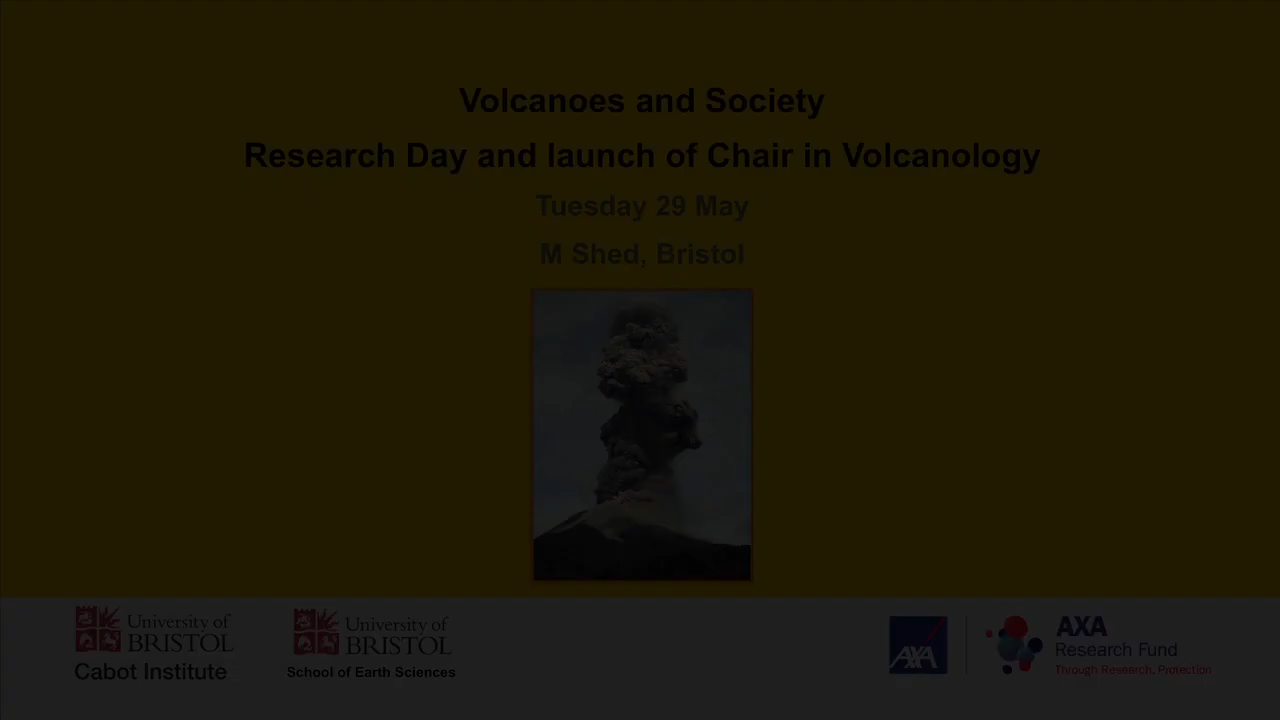 Volcanoes and Society
Research Day and launch of Chair in Volcanology
Tuesday 29 May
M Shed, Bristol
University of
BRISTOL
Cabot Institute
University of
BRISTOL
School of Earth Sciences
AXA
AXA
Research Fund
Through Research, Protection